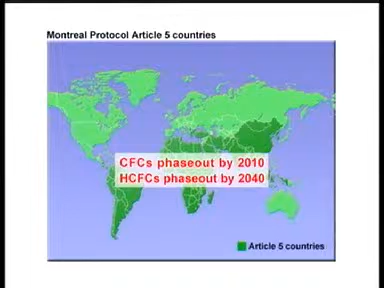 Montreal Protocol Article 5 countries
CFCs phaseout by 2010
HCFCs phaseout by 2040
Article 5 countries